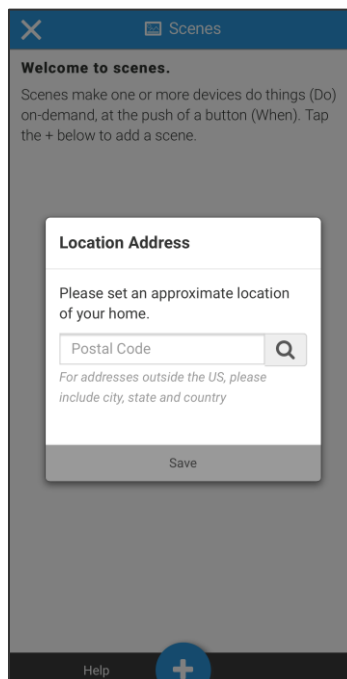 Scenes
Welcome to scenes.
Scenes make one or more devices do things (Do)
on-demand, at the push of a button (When). Tap
the + below to add a scene.
Location Address
Please set an approximate location
of your home.
Postal Code
For addresses outside the US, please
include city, state and country
Save
Help